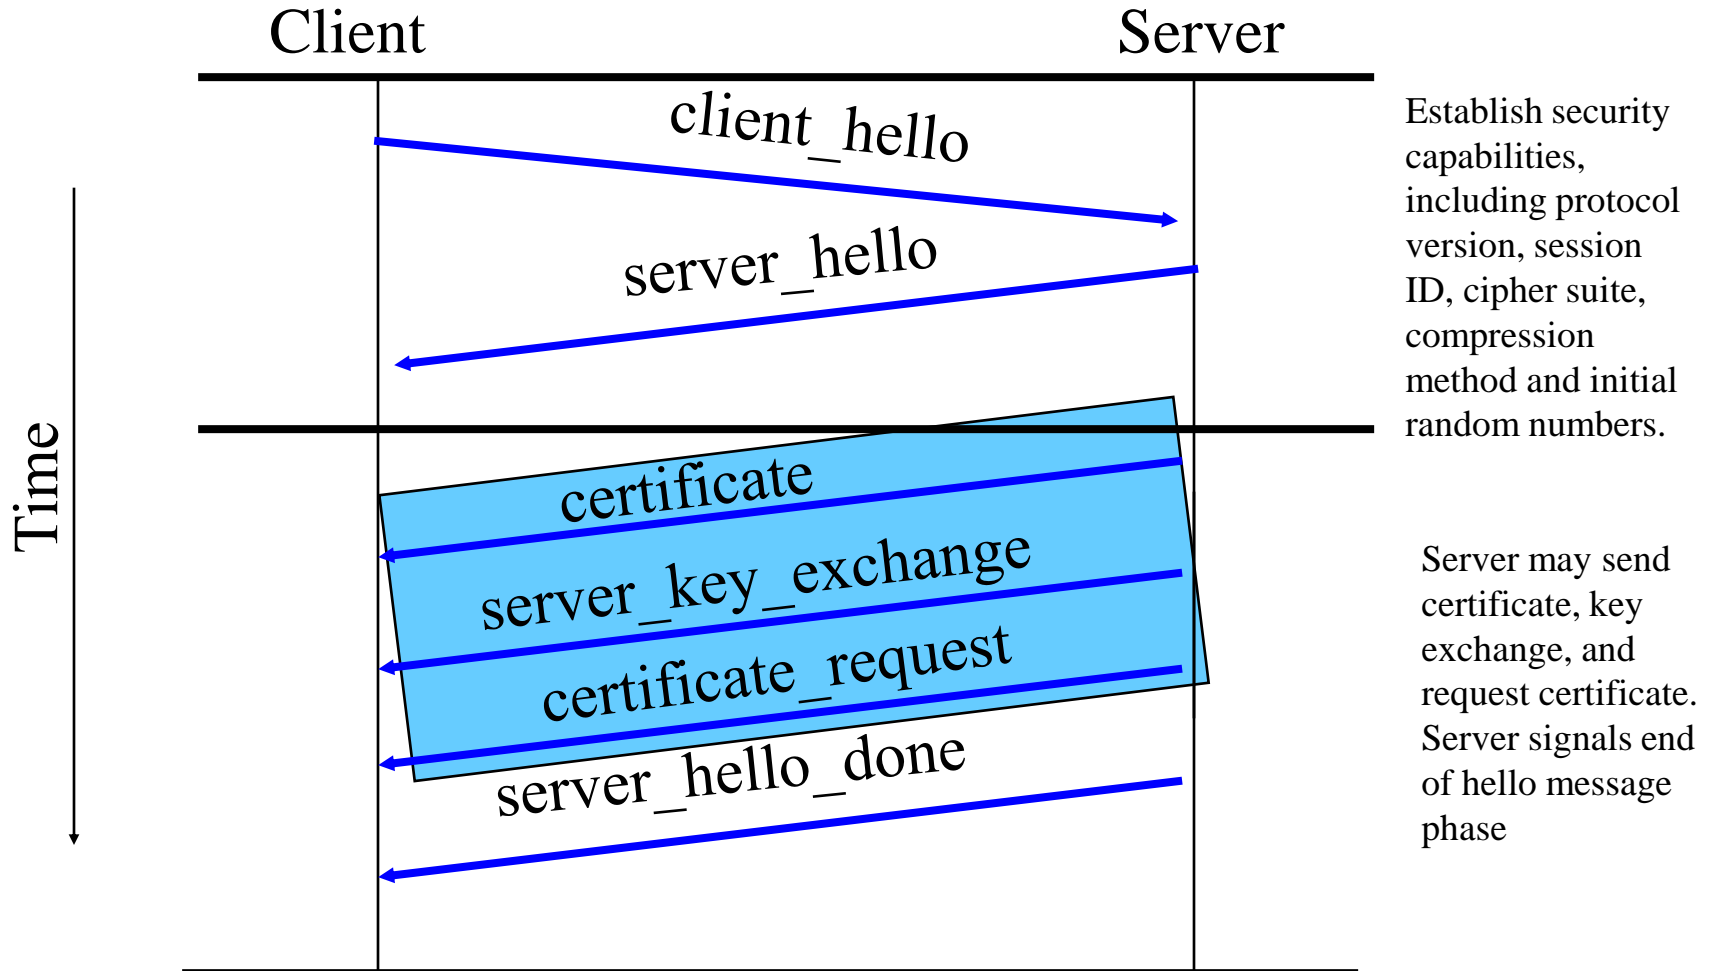 Client
Server
client_hello
server_hello
Establish security
capabilities,
including protocol
version, session
ID, cipher suite,
compression
method and initial
random numbers.
Time
certificate
server_key_exchange
certificate_request
server_hello_done
Server may send
certificate, key
exchange, and
request certificate.
Server signals end
of hello message
phase